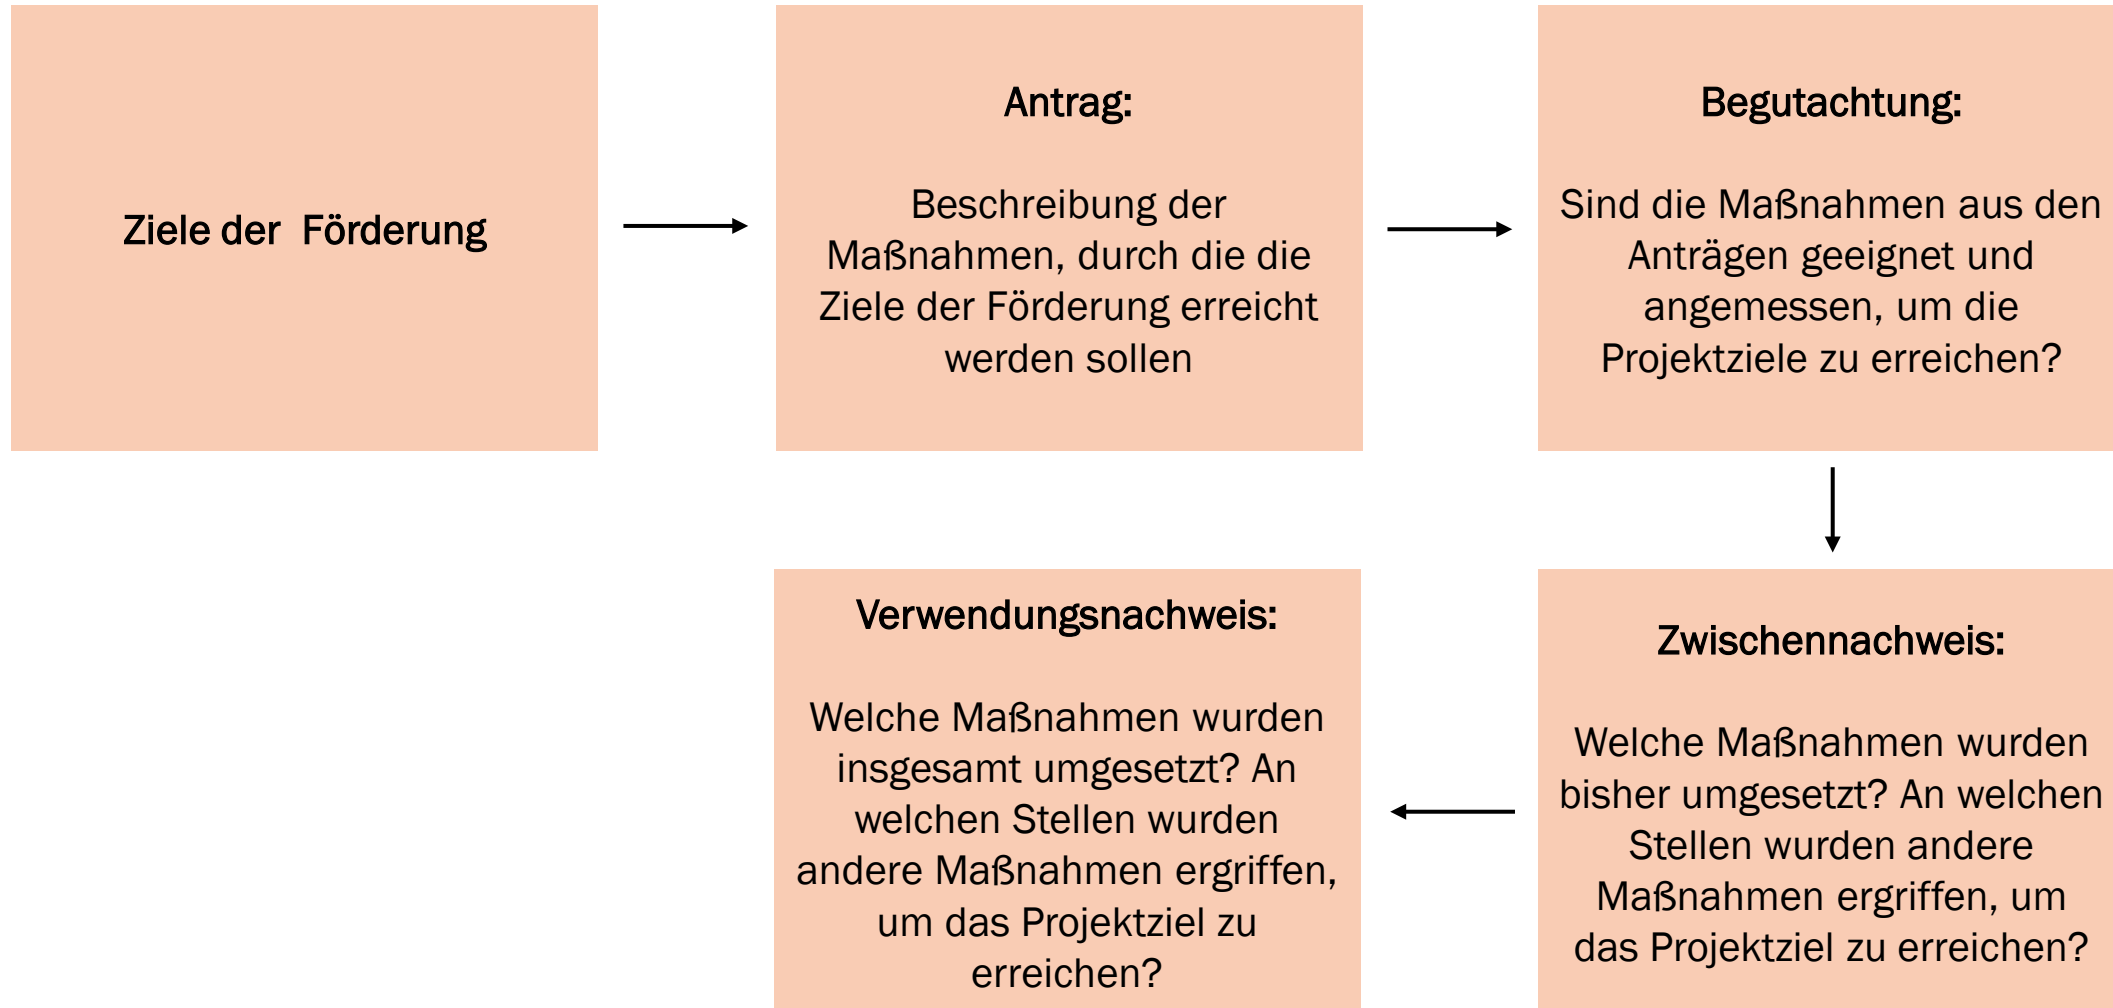 Ziele der  Förderung
Antrag:
Beschreibung der
Maßnahmen, durch die die
Ziele der Förderung erreicht
werden sollen
Begutachtung:
Sind die Maßnahmen aus den
Anträgen geeignet und
angemessen, um die
Projektziele zu erreichen?
Zwischennachweis:
Welche Maßnahmen wurden
bisher umgesetzt? An welchen
Stellen wurden andere
Maßnahmen ergriffen, um
das Projektziel zu erreichen?
Verwendungsnachweis:
Welche Maßnahmen wurden
insgesamt umgesetzt? An
welchen Stellen wurden
andere Maßnahmen ergriffen,
um das Projektziel zu
erreichen?